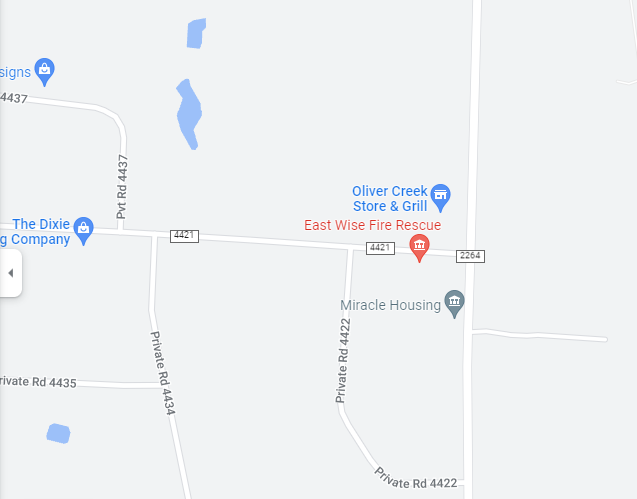 signs
4437
Pvt Rd 4437
Oliver Creek
Store & Grill
East Wise Fire Rescue
The Dixie
g Company
4421
4421
2264
Miracle Housing
Private Rd 4422
Private Rd 4434
rivate Rd 4435
Private Rd 4422